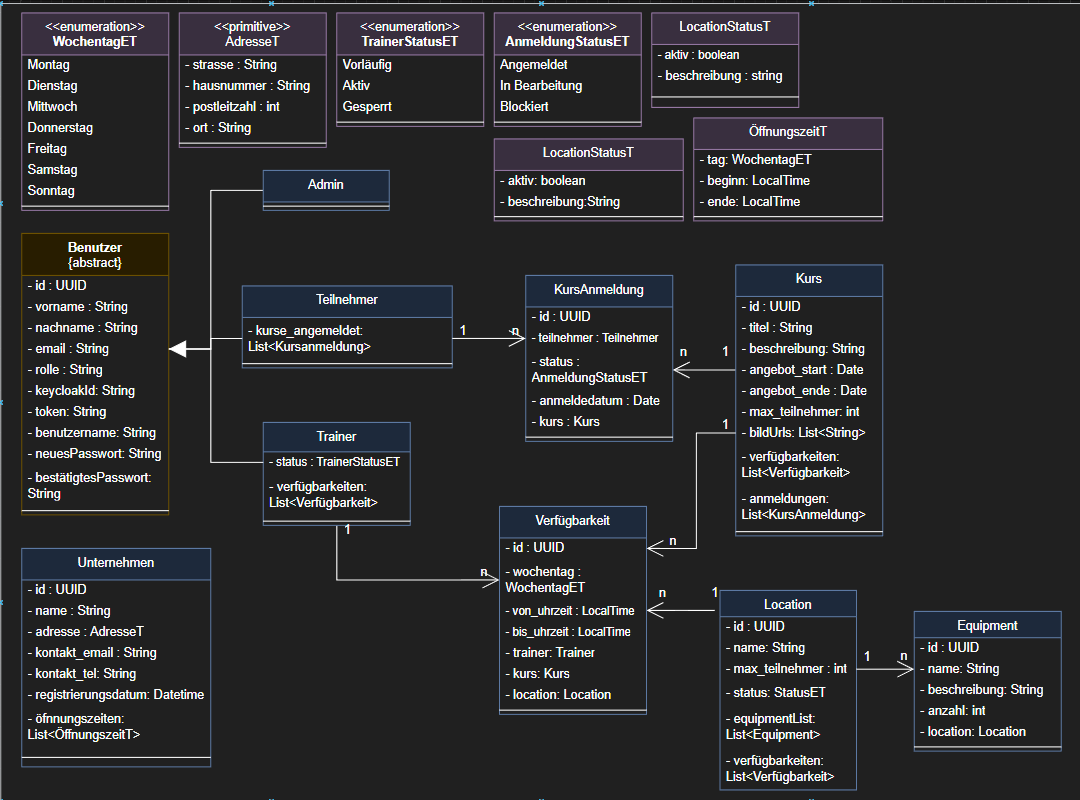 <<enumeration>>
WochentagET
Montag
Dienstag
Mittwoch
Donnerstag
Freitag
Samstag
Sonntag
<<primitive>>
AdresseT
- strasse : String
- hausnummer : String
- postleitzahl : int
- ort : String
<<enumeration>>
TrainerStatusET
Vorläufig
Aktiv
Gesperrt
<<enumeration>>
AnmeldungStatusET
Angemeldet
In Bearbeitung
Blockiert
LocationStatusT
- aktiv : boolean
- beschreibung : string
LocationStatusT
- aktiv: boolean
- beschreibung:String
ÖffnungszeitT
- tag: WochentagET
- beginn: LocalTime
- ende: LocalTime
Admin
Benutzer
{abstract}
- id : UUID
- vorname : String
- nachname : String
- email : String
- rolle : String
- keycloakId: String
- token: String
- benutzername: String
- neuesPasswort: String
- bestätigtesPasswort:
String
Teilnehmer
- kurse_angemeldet:
List<Kursanmeldung>
1
n
KursAnmeldung
- id : UUID
- teilnehmer : Teilnehmer
- status :
AnmeldungStatusET
- anmeldedatum : Date
- kurs : Kurs
n
1
Kurs
- id : UUID
- titel : String
- beschreibung: String
- angebot_start : Date
- angebot_ende : Date
- max_teilnehmer: int
- bildUrls: List<String>
- verfügbarkeiten:
List<Verfügbarkeit>
- anmeldungen:
List<KursAnmeldung>
1
n
Trainer
- status : TrainerStatusET
- verfügbarkeiten:
List<Verfügbarkeit>
1
n
Verfügbarkeit
- id : UUID
- wochentag :
WochentagET
- von_uhrzeit : LocalTime
- bis_uhrzeit : LocalTime
- trainer: Trainer
- kurs: Kurs
- location: Location
n
1
Unternehmen
- id : UUID
- name : String
- adresse : AdresseT
- kontakt_email : String
- kontakt_tel: String
- registrierungsdatum: Datetime
- öfnnungszeiten:
List<ÖffnungszeitT>
Location
- id : UUID
- name: String
- max_teilnehmer : int
- status: StatusET
- equipmentList:
List<Equipment>
- verfügbarkeiten:
List<Verfügbarkeit>
1
n
Equipment
- id : UUID
- name: String
- beschreibung: String
- anzahl: int
- location: Location